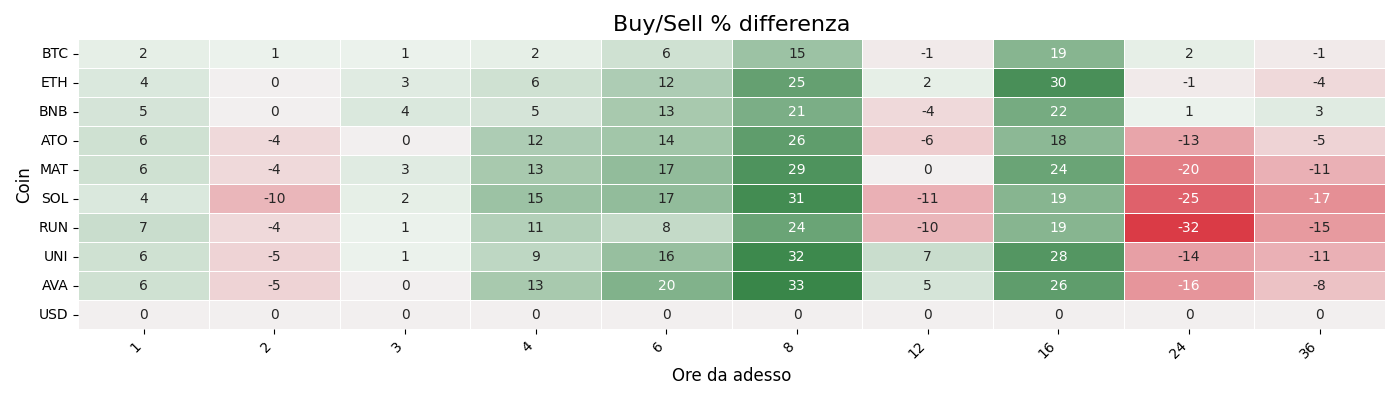 Buy/Sell % differenza
Coin
BTC 2 1 1 2 6 15 -1 19 2 -1
ETH 4 0 3 6 12 25 2 30 -1 -4
BNB 5 0 4 5 13 21 -4 22 1 3
ATO 6 -4 0 12 14 26 -6 18 -13 -5
MAT 6 -4 3 13 17 29 0 24 -20 -11
SOL 4 -10 2 15 17 31 -11 19 -25 -17
RUN 7 -4 1 11 8 24 -10 19 -32 -15
UNI 6 -5 1 9 16 32 7 28 -14 -11
AVA 6 -5 0 13 20 33 5 26 -16 -8
USD 0 0 0 0 0 0 0 0 0 0
1 2 3 4 6 8 12 16 24 36
Ore da adesso